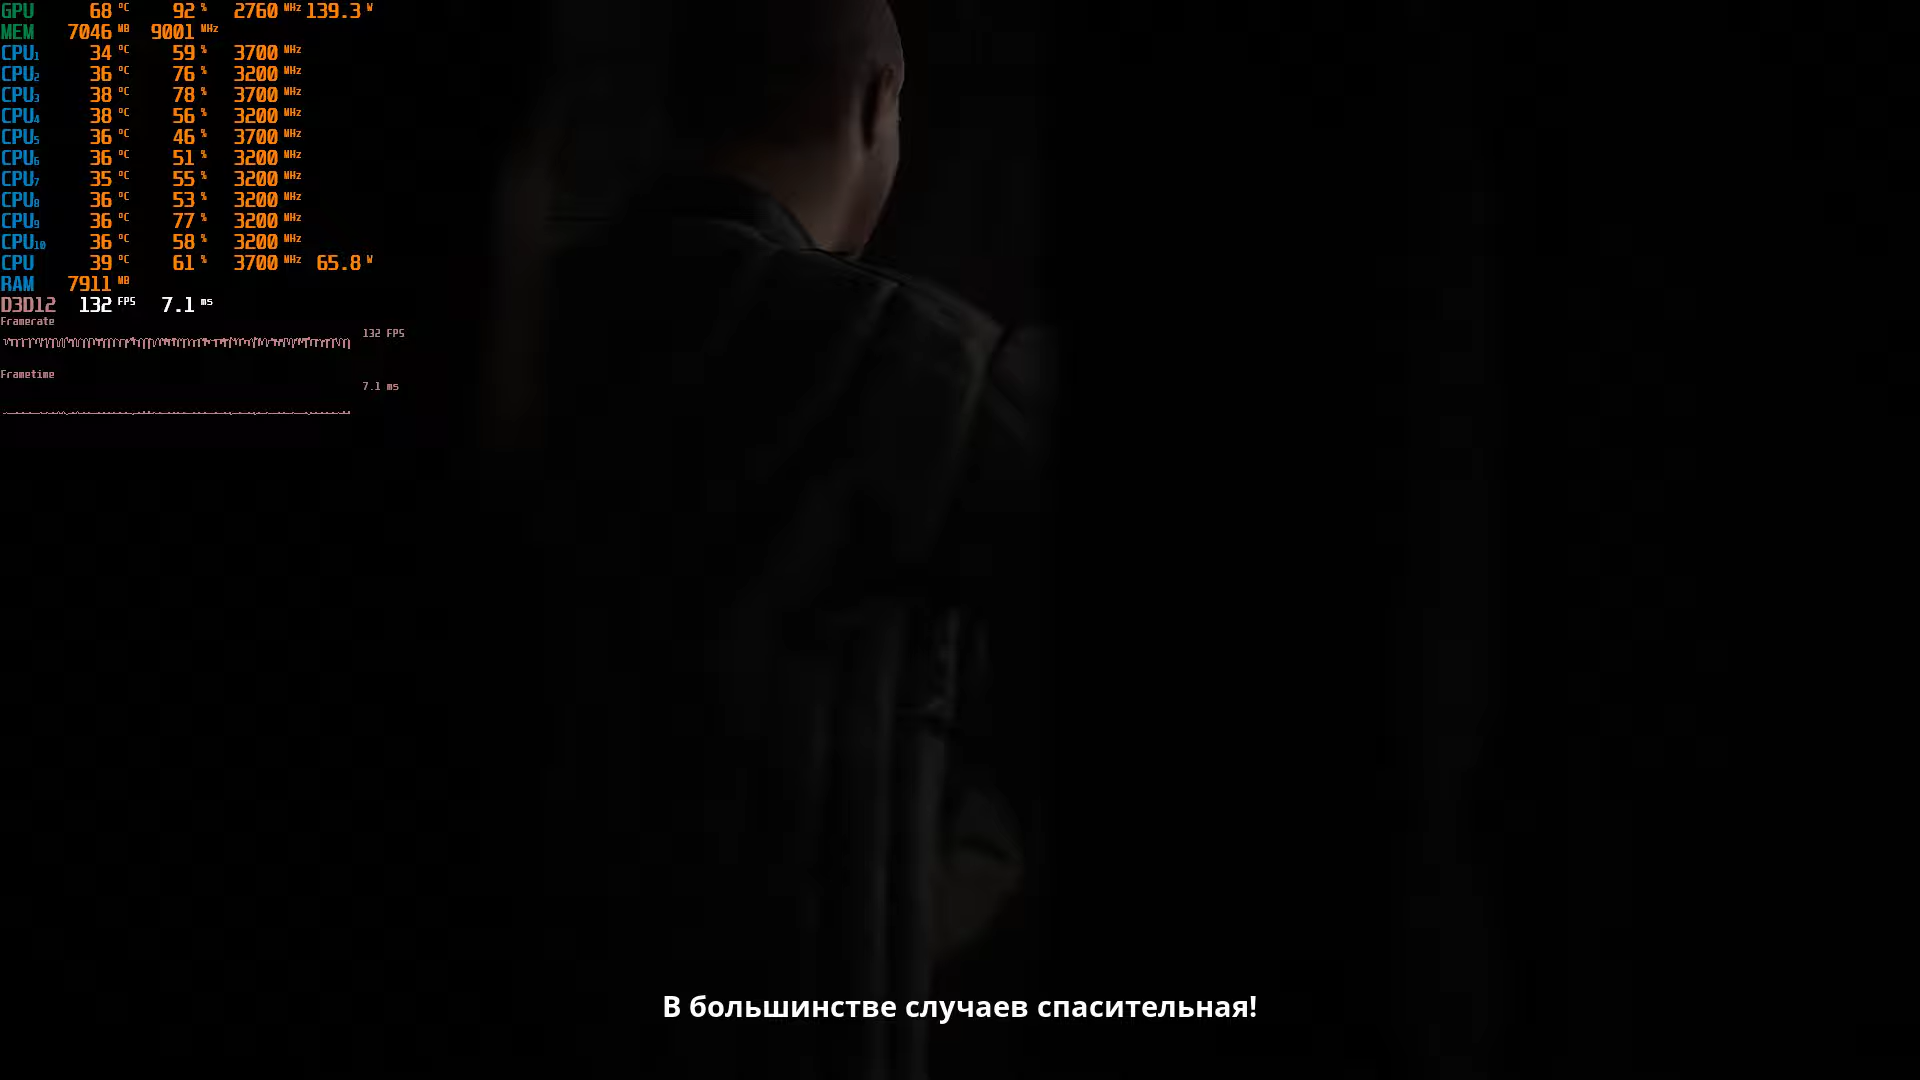 GPU 68 °C 92 % 2760 MHz 139.3 W
MEM 7046 MB 9001 MHz
CPU1 34 °C 59 % 3700 MHz
CPU2 36 °C 76 % 3200 MHz
CPU3 38 °C 78 % 3700 MHz
CPU4 38 °C 56 % 3200 MHz
CPU5 36 °C 46 % 3700 MHz
CPU6 36 °C 51 % 3200 MHz
CPU7 35 °C 55 % 3200 MHz
CPU8 36 °C 53 % 3200 MHz
CPU9 36 °C 77 % 3200 MHz
CPU10 36 °C 58 % 3200 MHz
CPU 39 °C 61 % 3700 MHz 65.8 W
RAM 7911 MB
D3D12 132 FPS 7.1 ms
Framerate
132 FPS
Frametime
7.1 ms
В большинстве случаев спасительная!